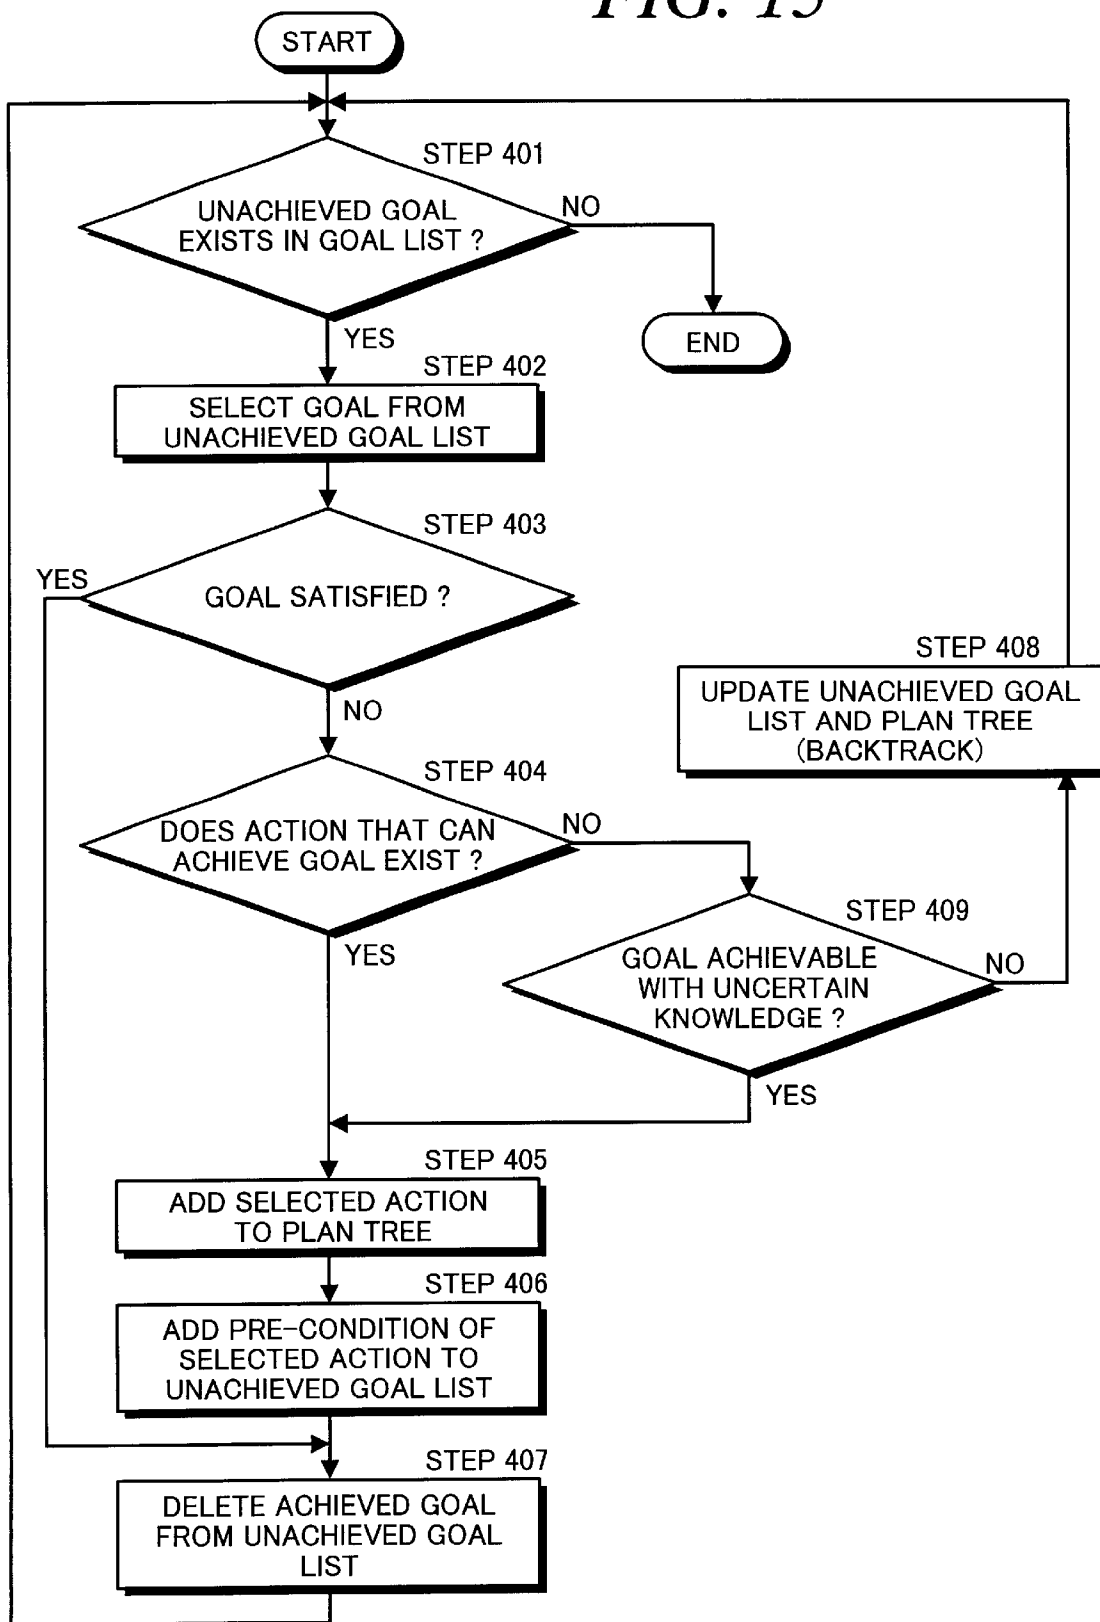 FIG. 15
START
STEP 401
UNACHIEVED GOAL
EXISTS IN GOAL LIST ?
NO
END
YES
STEP 402
SELECT GOAL FROM
UNACHIEVED GOAL LIST
STEP 403
YES
GOAL SATISFIED ?
NO
STEP 408
UPDATE UNACHIEVED GOAL
LIST AND PLAN TREE
(BACKTRACK)
STEP 404
DOES ACTION THAT CAN
ACHIEVE GOAL EXIST ?
NO
YES
STEP 409
GOAL ACHIEVABLE
WITH UNCERTAIN
KNOWLEDGE ?
NO
YES
STEP 405
ADD SELECTED ACTION
TO PLAN TREE
STEP 406
ADD PRE-CONDITION OF
SELECTED ACTION TO
UNACHIEVED GOAL LIST
STEP 407
DELETE ACHIEVED GOAL
FROM UNACHIEVED GOAL
LIST